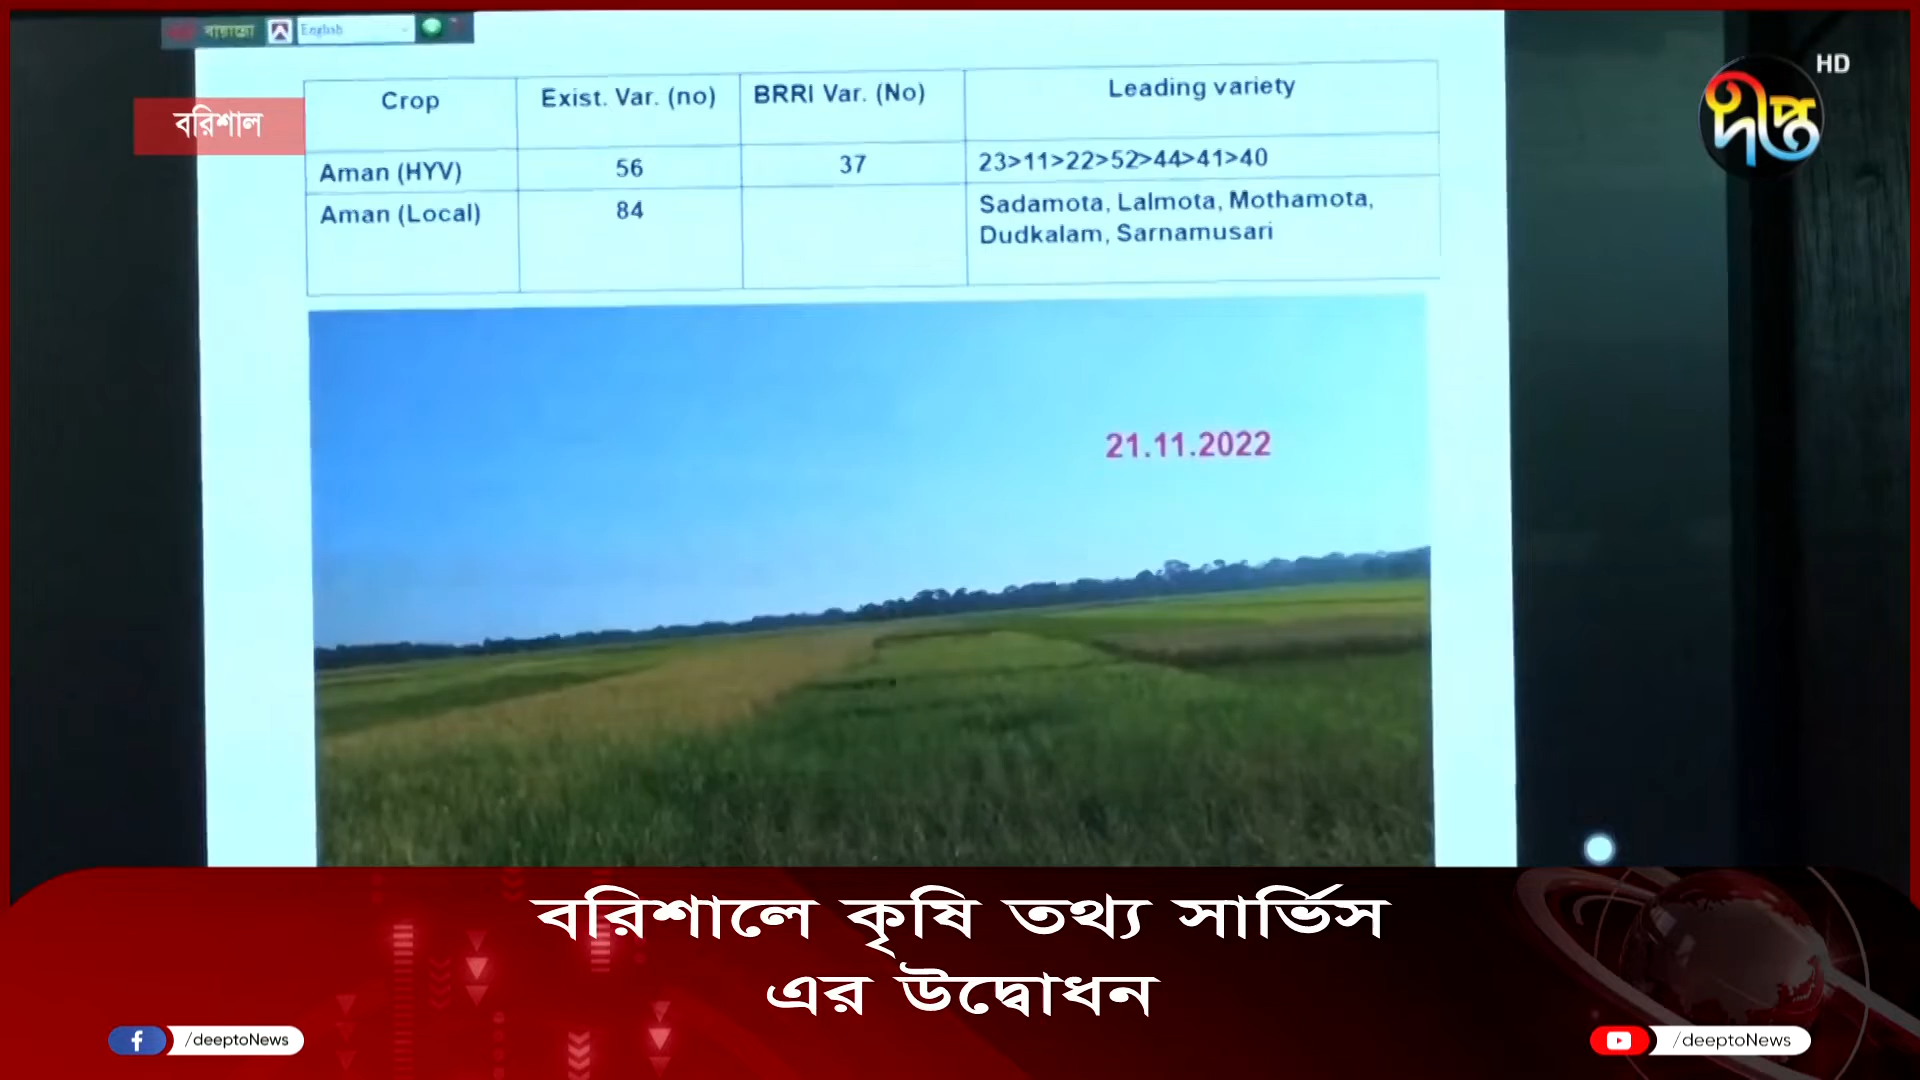 English
HD
দীপ্ত
বরিশাল
Crop Exist. Var. (no) BRRI Var. (No) Leading variety
Aman (HYV) 56 37 23>11>22>52>44>41>40
Aman (Local) 84 Sadamota, Lalmota, Mothamota,
Dudkalam, Sarnamusari
21.11.2022
বরিশালে কৃষি তথ্য সার্ভিস
এর উদ্বোধন
/deeptoNews
/deeptoNews